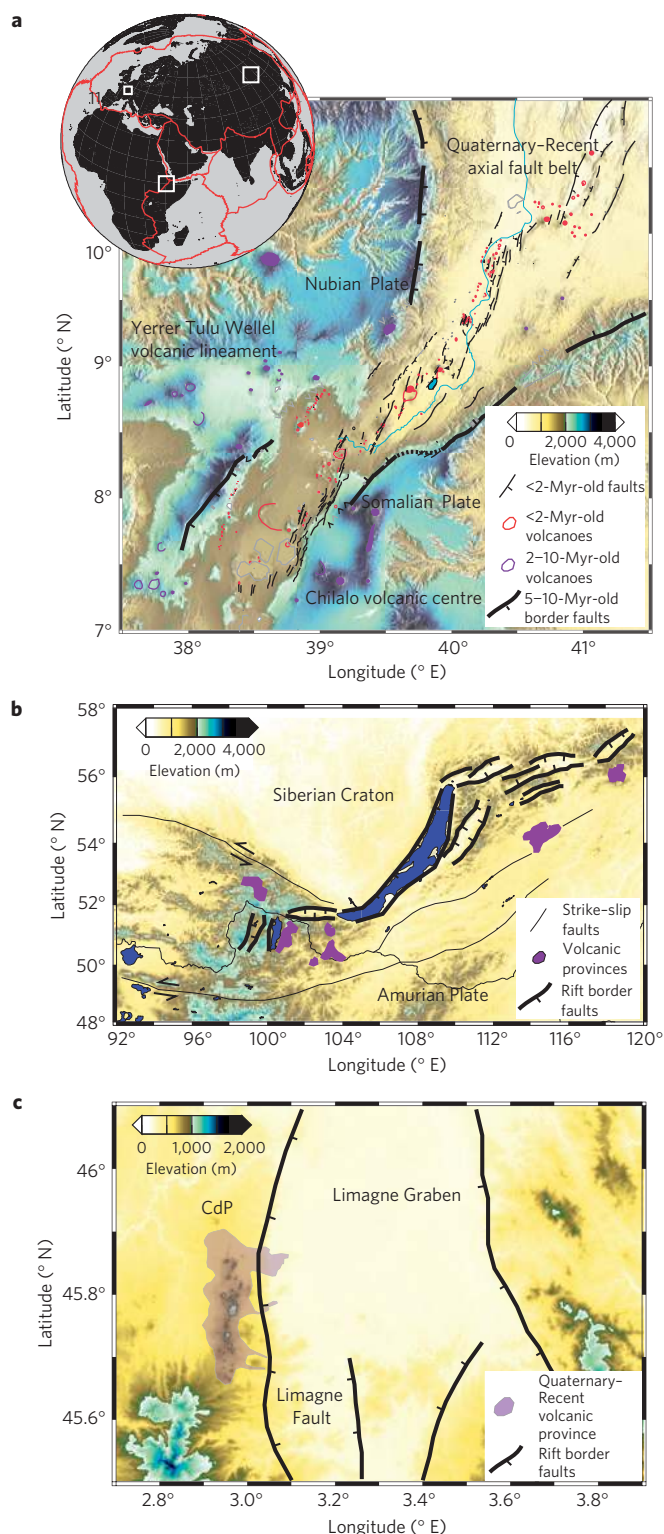 a
Quaternary–Recent
axial fault belt
10°
Nubian Plate
Yerrer Tulu Wellel
volcanic lineament
9°
Latitude (° N)
0 2,000 4,000
Elevation (m)
<2-Myr-old faults
<2-Myr-old
volcanoes
2–10-Myr-old
volcanoes
5–10-Myr-old
border faults
8°
Somalian Plate
Chilalo volcanic centre
7°
38° 39° 40° 41°
Longitude (° E)
b
58°
0 2,000 4,000
Elevation (m)
56°
Siberian Craton
Latitude (° N)
54°
52°
Strike–slip
faults
Volcanic
provinces
Rift border
faults
50°
Amurian Plate
48°
92° 96° 100° 104° 108° 112° 116° 120°
Longitude (° E)
c
0 1,000 2,000
Elevation (m)
46°
CdP
Limagne Graben
Latitude (° N)
45.8°
45.6°
Limagne
Fault
Quaternary–
Recent
volcanic
province
Rift border
faults
2.8° 3.0° 3.2° 3.4° 3.6° 3.8°
Longitude (° E)